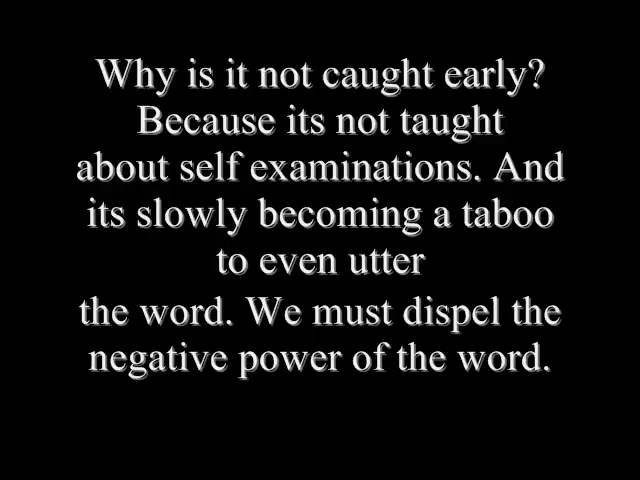 Why is it not caught early?
Because its not taught
about self examinations. And
its slowly becoming a taboo
to even utter
the word. We must dispel the
negative power of the word.